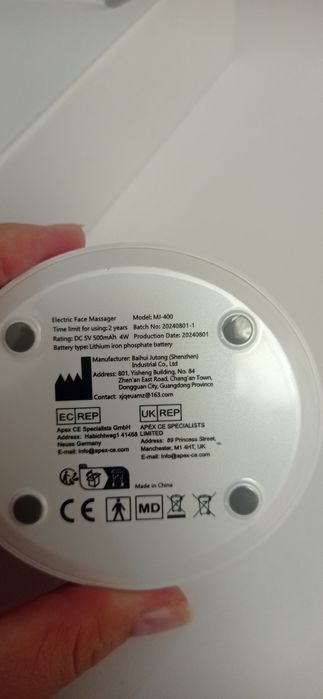 Electric Face Massager Model: MJ-400
Time limit for using: 2 years Batch No: 20240801-1
Rating: DC 5V 500mAh 4W Production Date: 20240801
Battery type: Lithium iron phosphate battery
Manufacturer: Baihui Jutong (Shenzhen)
Industrial Co., Ltd
Address: 801, Yisheng Building, No. 84
Zhen'an East Road, Chang'an Town,
Dongguan City, Guangdong Province
Contact: xjqeuamz@163.com
EC REP
Apex CE Specialists GmbH
Address: Habichtweg1 41468
Neuss Germany
E-mail: Info@apex-ce.com
UK REP
APEX CE SPECIALISTS
LIMITED
Address: 89 Princess Street,
Manchester, M1 4HT, UK
E-mail: Info@apex-ce.com
Made in China
CE MD